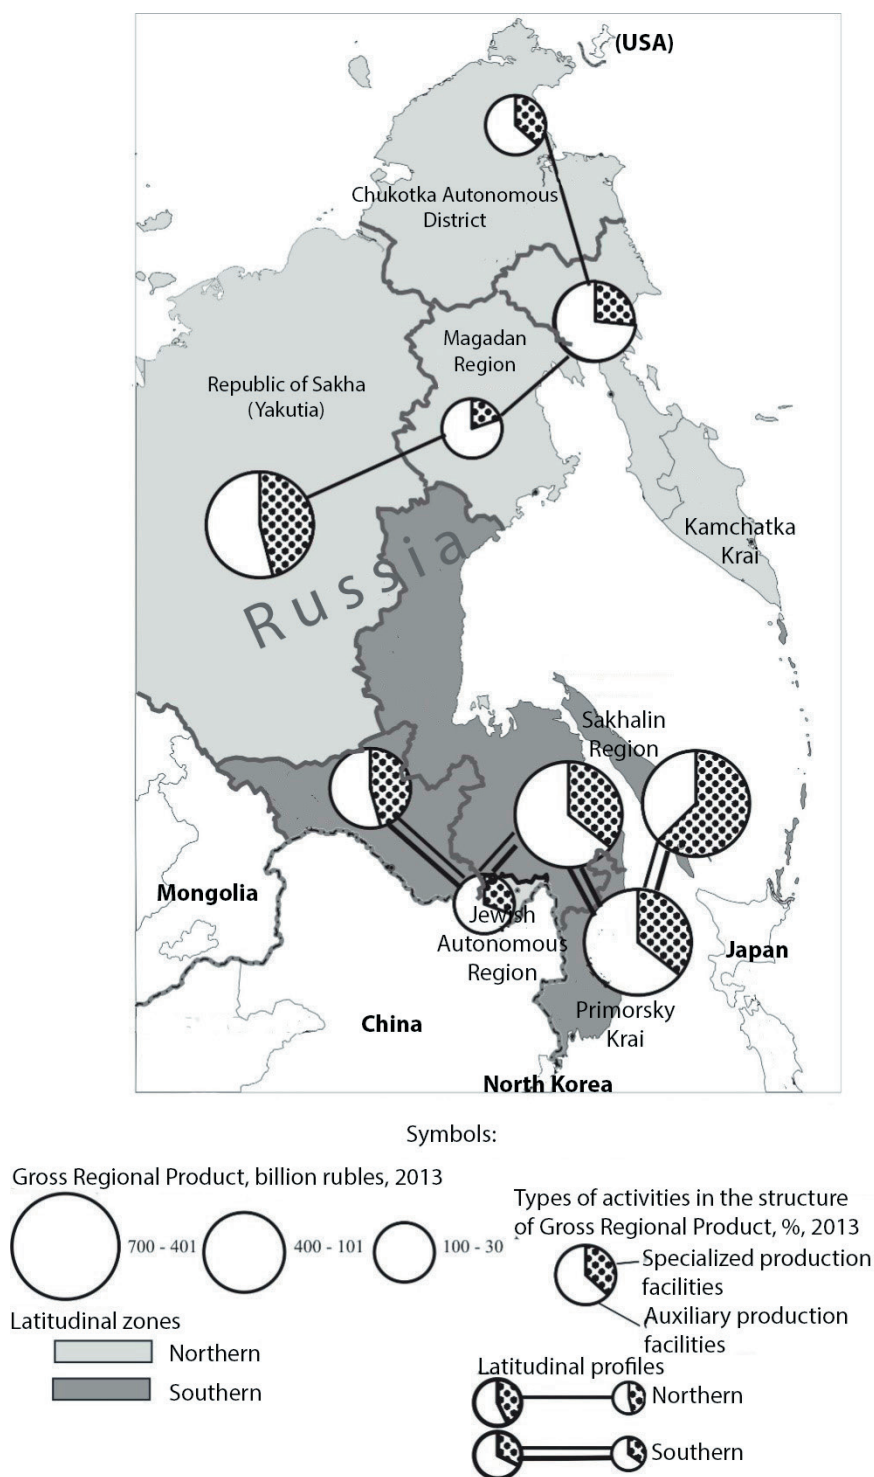 (USA)
Chukotka Autonomous
District
Magadan
Region
Republic of Sakha
(Yakutia)
Kamchatka
Krai
Russia
Sakhalin
Region
Mongolia
Jewish
Autonomous
Region
Japan
Primorsky
Krai
China
North Korea
Symbols:
Gross Regional Product, billion rubles, 2013
700 - 401
400 - 101
100 - 30
Types of activities in the structure
of Gross Regional Product, %, 2013
Specialized production
facilities
Auxiliary production
facilities
Latitudinal zones
Northern
Southern
Latitudinal profiles
Northern
Southern